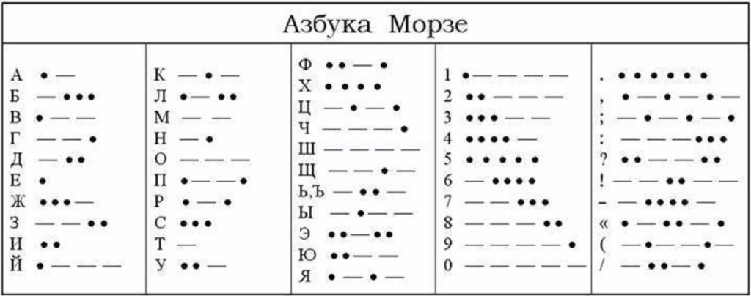 Азбука Морзе
А • —
Б — • • •
В • — —
Г — — •
Д — • •
Е •
Ж • • • —
З — — • •
И • •
Й • — — —
К — • —
Л • — • •
М — —
Н — •
О — — —
П • — — •
Р • — •
С • • •
Т —
У • • —
Ф • • — •
Х • • • •
Ц — • — •
Ч — — — •
Ш — — — —
Щ — — • —
Ь,Ъ — • • —
Ы — • — —
Э • • — • •
Ю • • — —
Я • — • —
1 • — — — —
2 • • — — —
3 • • • — —
4 • • • • —
5 • • • • •
6 — • • • •
7 — — • • •
8 — — — • •
9 — — — — •
0 — — — — —
. • • • • • •
, • — • — • —
; — • — • — •
: — — — • • •
? • • — — • •
! — — • • — —
– — • • • • —
« • — • • — •
( — • — — • —
/ — • • — •